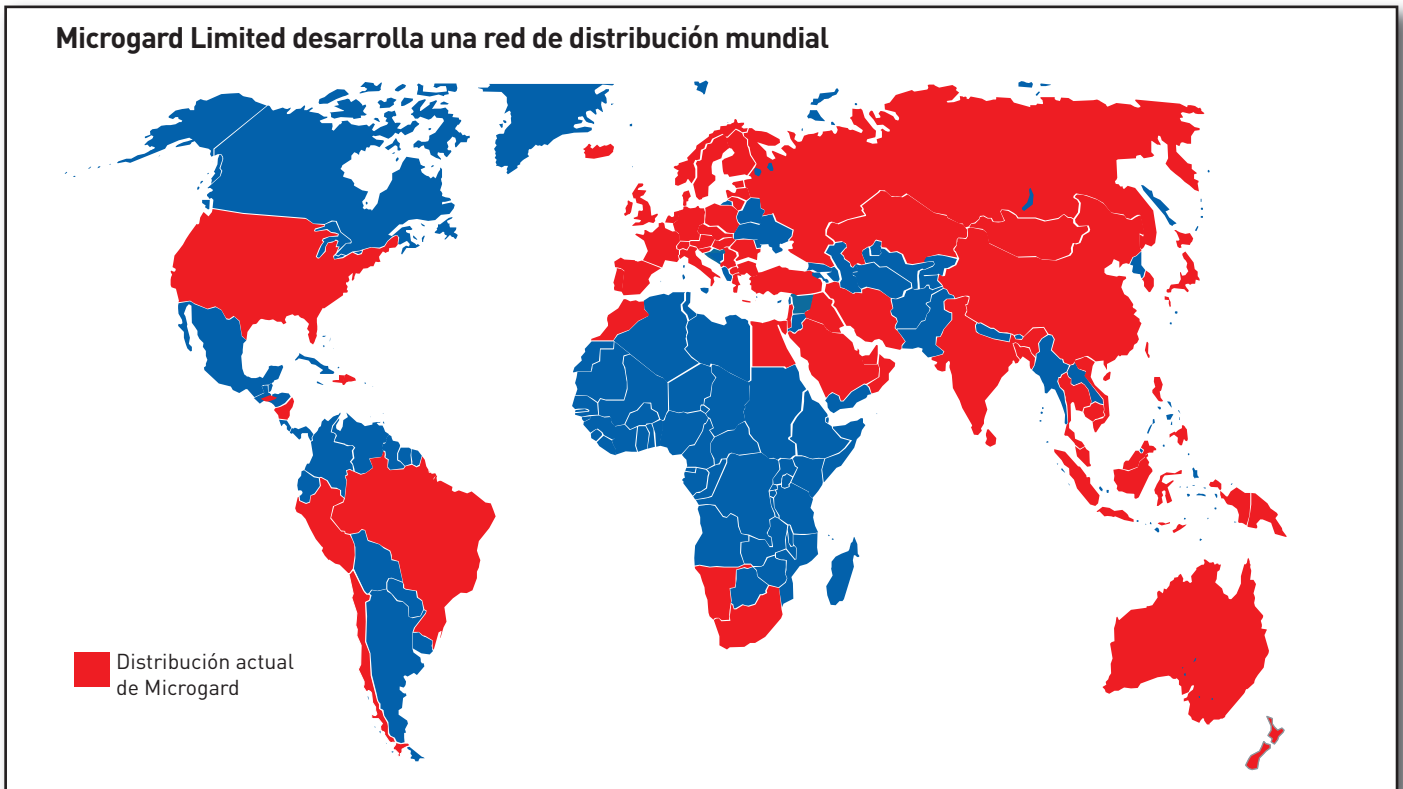 Microgard Limited desarrolla una red de distribución mundial
Distribución actual
de Microgard